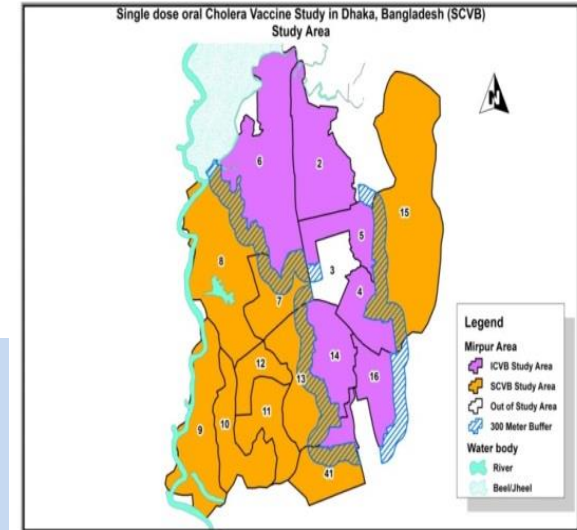 Single dose oral Cholera Vaccine Study in Dhaka, Bangladesh (SCVB)
Study Area
N
6
2
15
5
8
3
4
7
14
12
13
16
11
9
10
41
Legend
Mirpur Area
ICVB Study Area
SCVB Study Area
Out of Study Area
300 Meter Buffer
Water body
River
Beel/Jheel